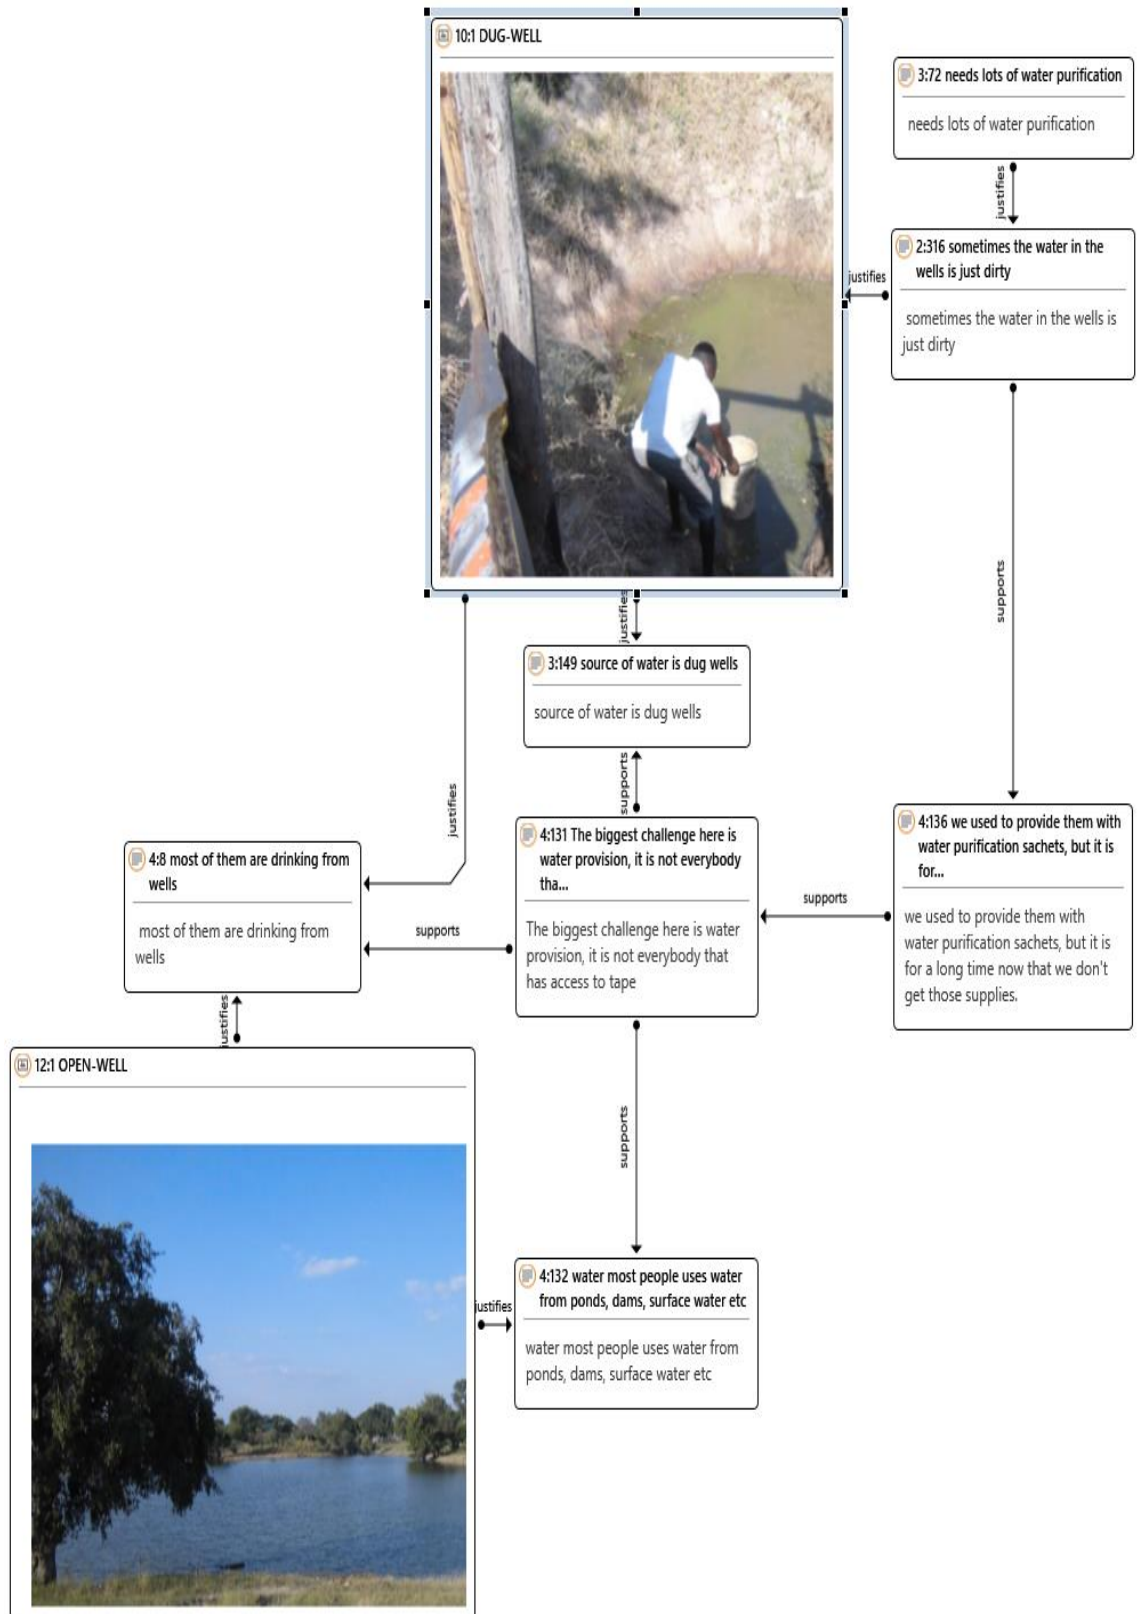 10:1 DUG-WELL
3:72 needs lots of water purification
needs lots of water purification
justifies
2:316 sometimes the water in the
wells is just dirty
sometimes the water in the wells is
just dirty
justifies
supports
justifies
3:149 source of water is dug wells
source of water is dug wells
supports
justifies
4:8 most of them are drinking from
wells
most of them are drinking from
wells
supports
4:131 The biggest challenge here is
water provision, it is not everybody
tha...
The biggest challenge here is water
provision, it is not everybody that
has access to tape
supports
4:136 we used to provide them with
water purification sachets, but it is
for...
we used to provide them with
water purification sachets, but it is
for a long time now that we don't
get those supplies.
justifies
supports
12:1 OPEN-WELL
justifies
4:132 water most people uses water
from ponds, dams, surface water etc
water most people uses water from
ponds, dams, surface water etc